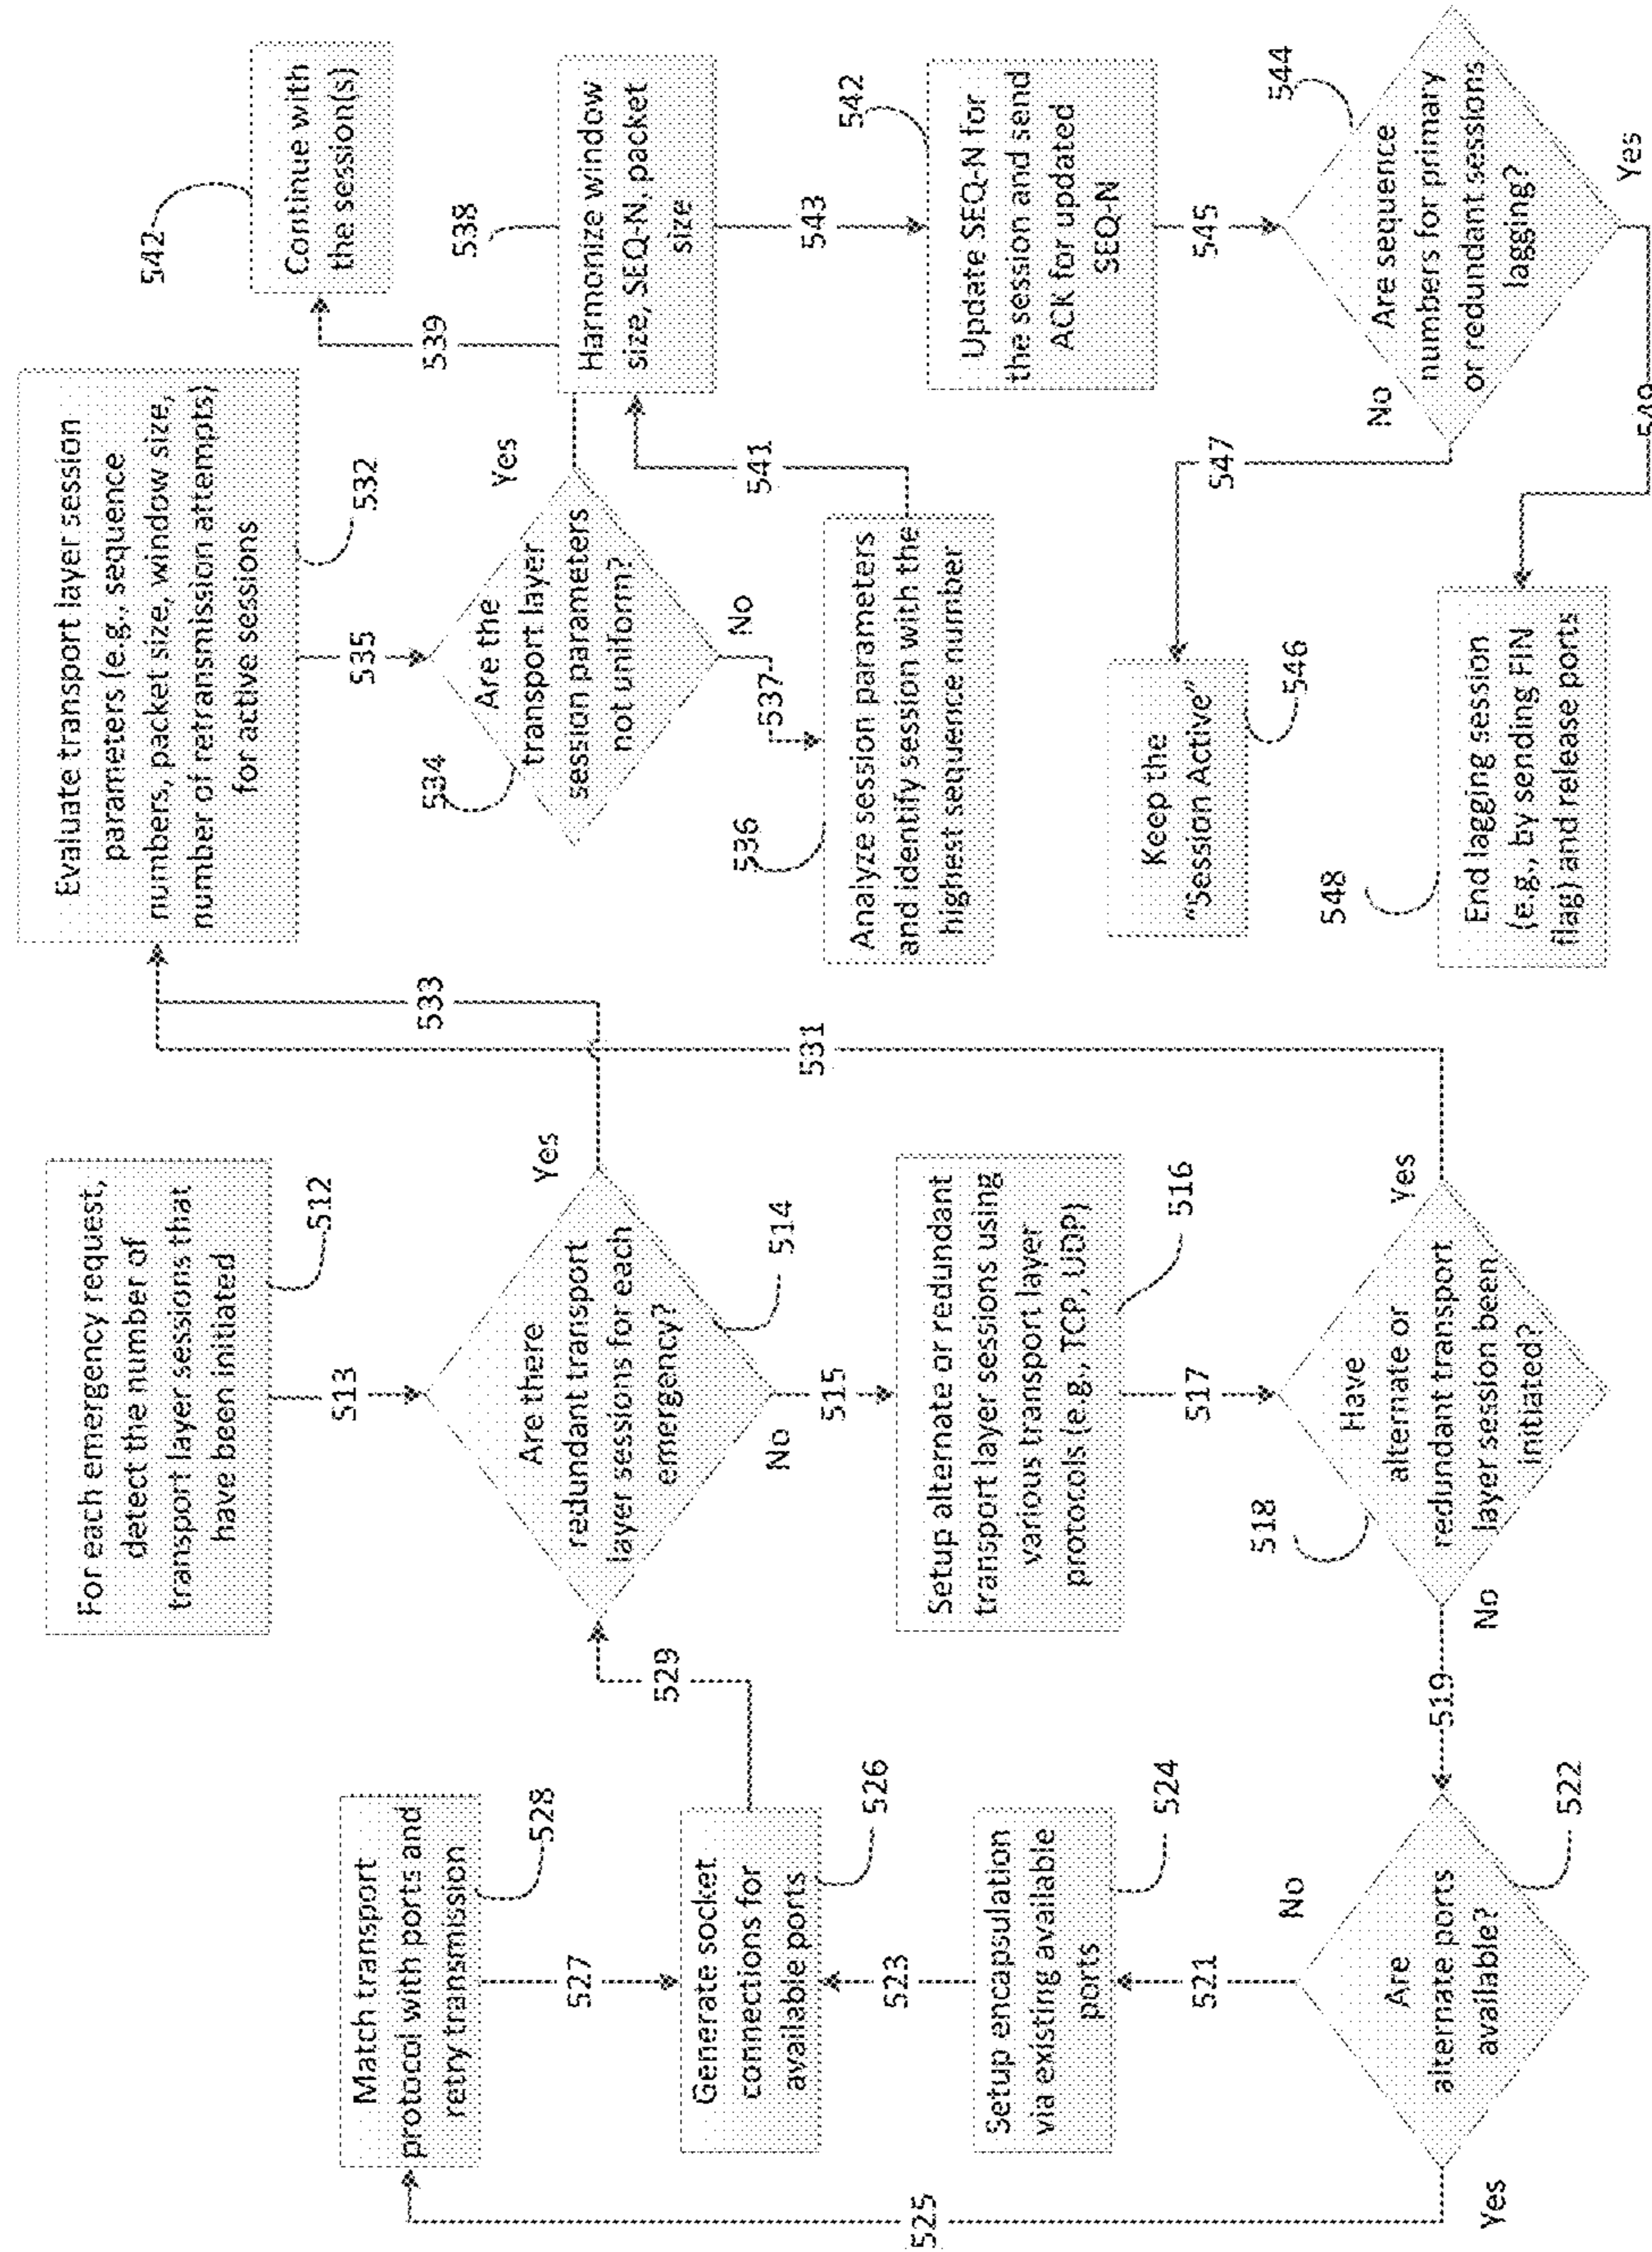 Match transport
protocol with ports and
retry transmission
528
527
Generate socket
connections for
available ports
526
523
Setup encapsulation
via existing available
ports
524
521
No
Are
alternate ports
available?
522
Yes
525
529
519
For each emergency request,
detect the number of
transport layer sessions that
have been initiated
512
513
Are there
redundant transport
layer sessions for each
emergency?
514
Yes
No
515
Setup alternate or redundant
transport layer sessions using
various transport layer
protocols (e.g., TCP, UDP)
516
517
518
Have
alternate or
redundant transport
layer session been
initiated?
Yes
No
533
531
Evaluate transport layer session
parameters (e.g., sequence
numbers, packet size, window size,
number of retransmission attempts)
for active sessions
532
535
534
Are the
transport layer
session parameters
not uniform?
Yes
No
537
536
Analyze session parameters
and identify session with the
highest sequence number
541
539
542
Continue with
the session(s)
538
Harmonize window
size, SEQ-N, packet
size
543
542
Update SEQ-N for
the session and send
ACK for updated
SEQ-N
545
544
Are sequence
numbers for primary
or redundant sessions
lagging?
No
Yes
547
549
Keep the
"Session Active"
546
548
End lagging session
(e.g., by sending FIN
flag) and release ports